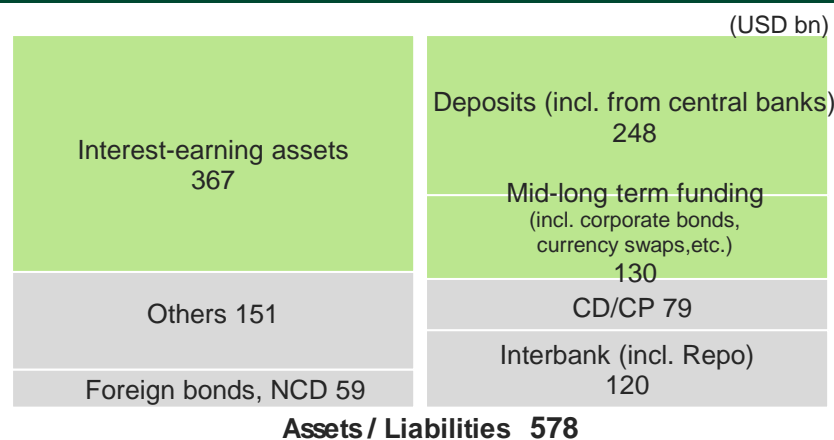 (USD bn)
Interest-earning assets
367
Others 151
Foreign bonds, NCD 59
Deposits (incl. from central banks)
248
Mid-long term funding
(incl. corporate bonds,
currency swaps,etc.)
130
CD/CP 79
Interbank (incl. Repo)
120
Assets / Liabilities 578